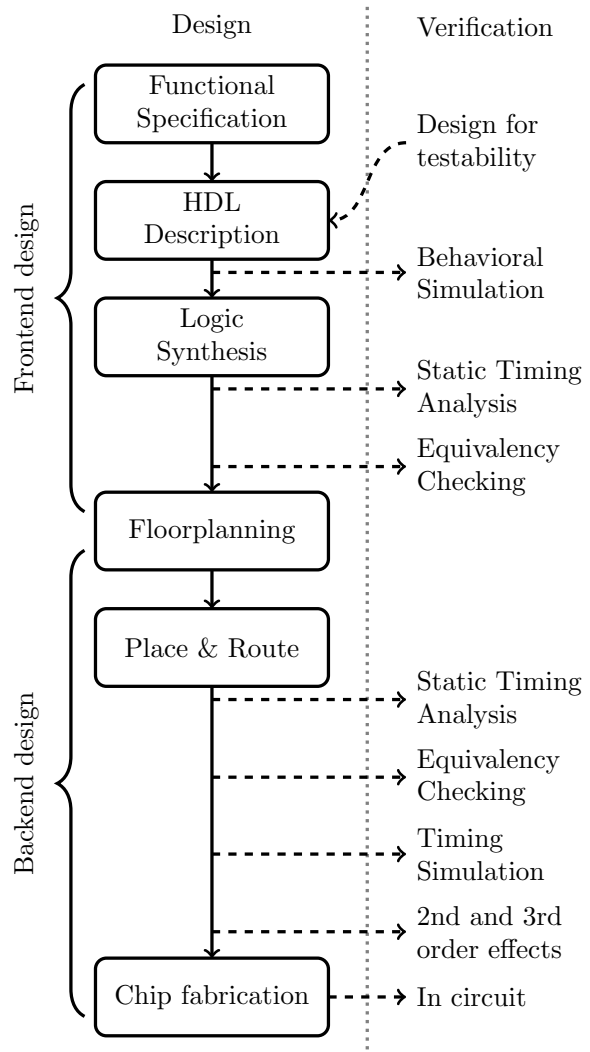 Design
Verification
Functional
Specification
Design for
testability
HDL
Description
Behavioral
Simulation
Logic
Synthesis
Static Timing
Analysis
Equivalency
Checking
Frontend design
Floorplanning
Place & Route
Static Timing
Analysis
Equivalency
Checking
Timing
Simulation
2nd and 3rd
order effects
Backend design
Chip fabrication
In circuit